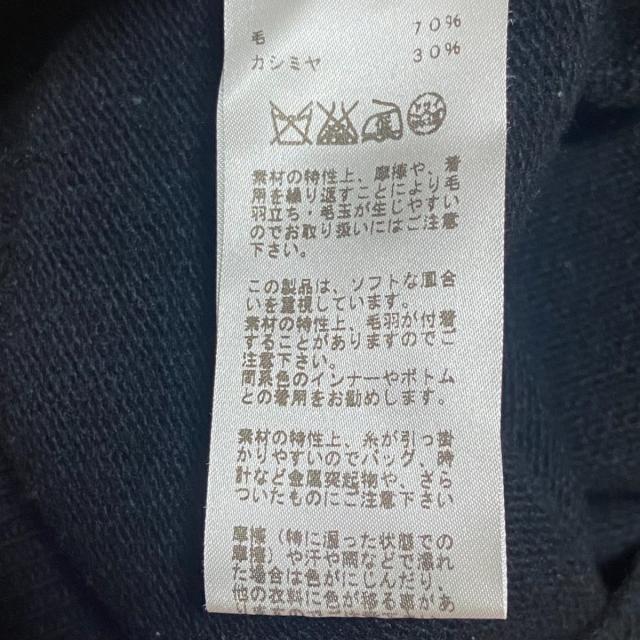 毛 70%
カシミヤ 30%
素材の特性上、摩擦や、着
用を繰り返すことにより毛
羽立ち・毛玉が生じやすい
のでお取り扱いにはご注意
下さい。
この製品は、ソフトな風合
いを重視しています。
素材の特性上、毛羽が付着
することがありますのでご
注意下さい。
同系色のインナーやボトム
との着用をお勧めします。
素材の特性上、糸が引っ掛
かりやすいのでバッグ、時
計など金属突起物や、ざら
ついたものにご注意下さい
摩擦（特に湿った状態での
摩擦）や汗や雨などで濡れ
た場合は色がにじんだり、
他の衣料に色が移る事があ